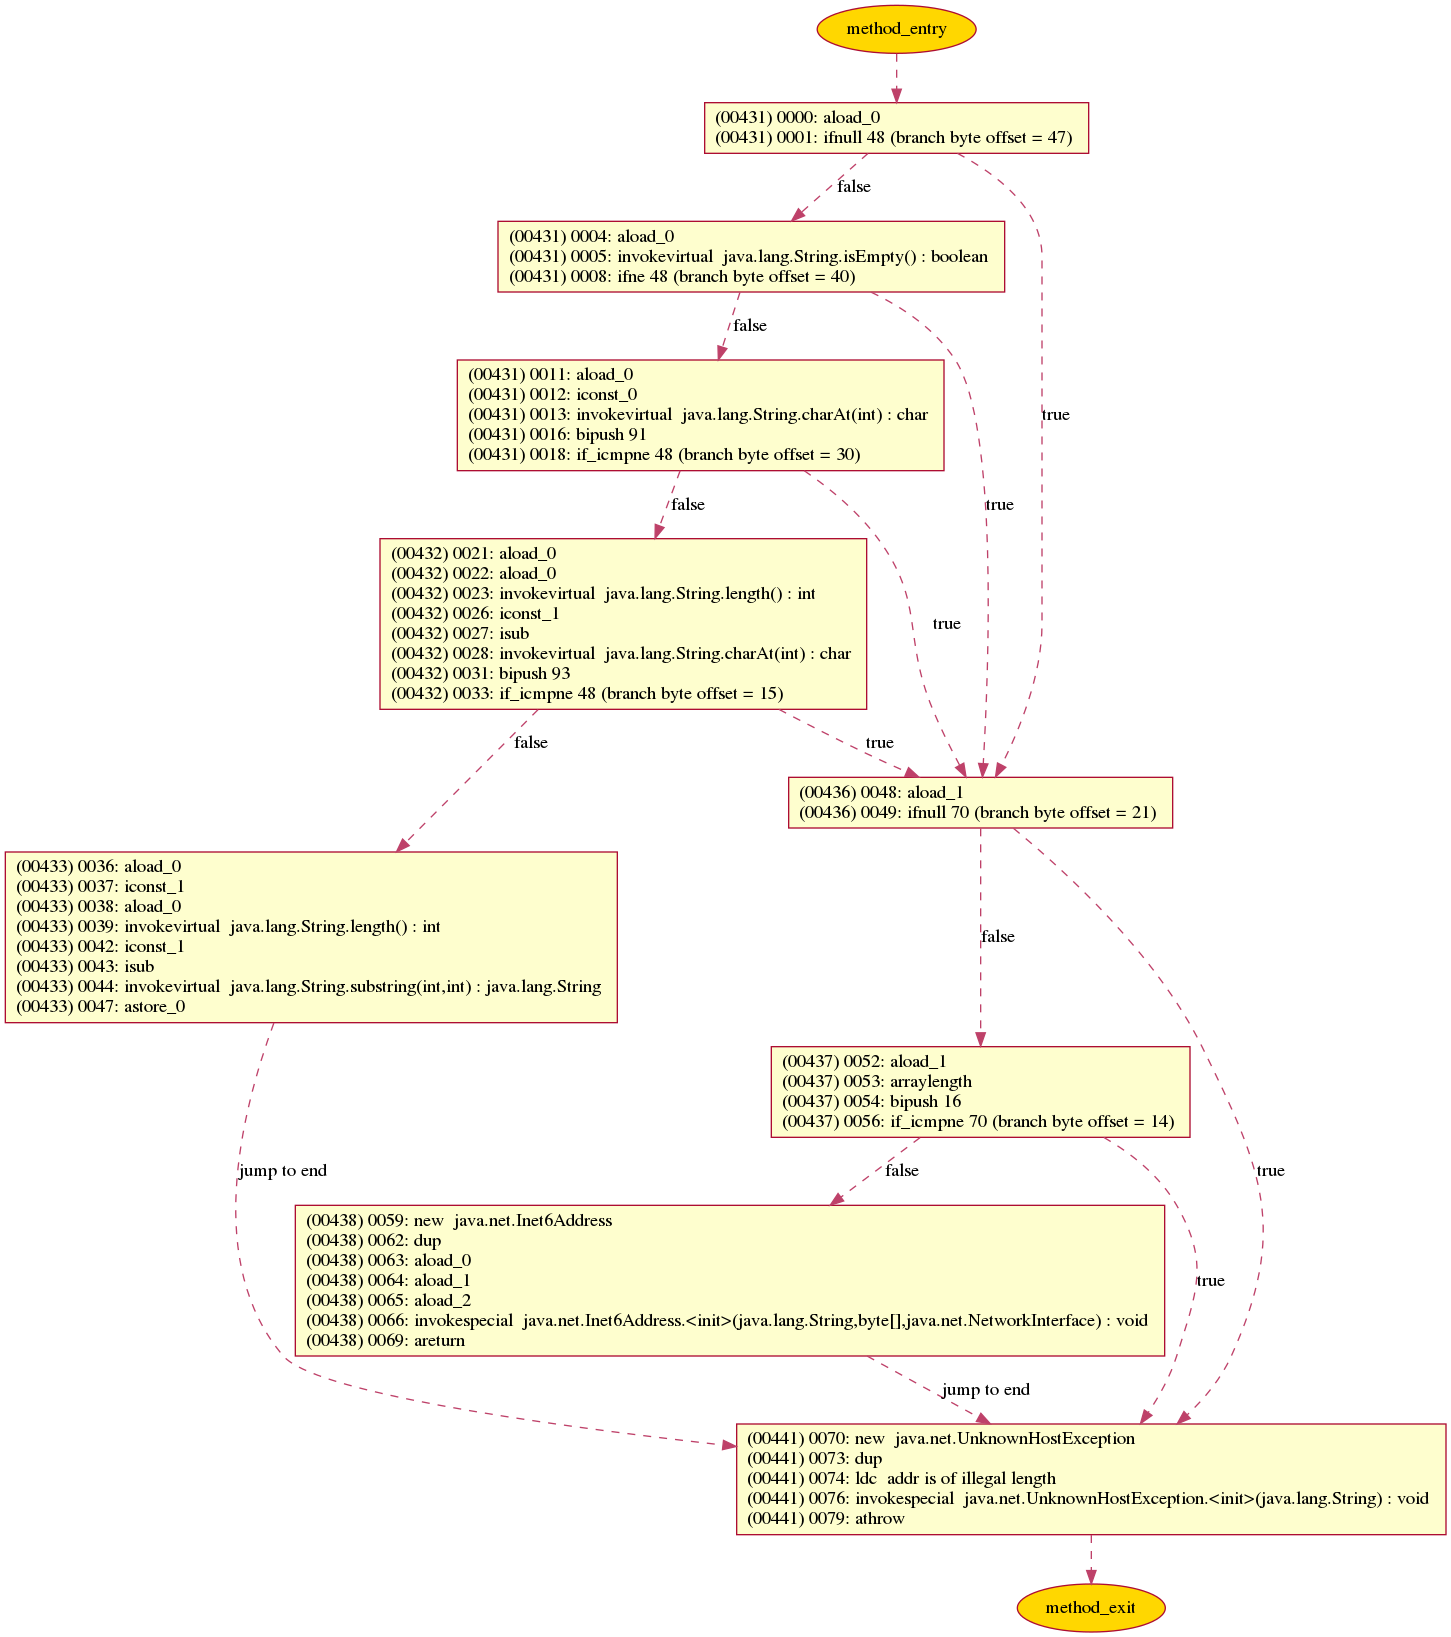 method_entry
(00431) 0000: aload_0
(00431) 0001: ifnull 48 (branch byte offset = 47)
false
(00431) 0004: aload_0
(00431) 0005: invokevirtual  java.lang.String.isEmpty() : boolean
(00431) 0008: ifne 48 (branch byte offset = 40)
false
(00431) 0011: aload_0
(00431) 0012: iconst_0
(00431) 0013: invokevirtual  java.lang.String.charAt(int) : char
(00431) 0016: bipush 91
(00431) 0018: if_icmpne 48 (branch byte offset = 30)
true
false
true
(00432) 0021: aload_0
(00432) 0022: aload_0
(00432) 0023: invokevirtual  java.lang.String.length() : int
(00432) 0026: iconst_1
(00432) 0027: isub
(00432) 0028: invokevirtual  java.lang.String.charAt(int) : char
(00432) 0031: bipush 93
(00432) 0033: if_icmpne 48 (branch byte offset = 15)
true
false
true
(00436) 0048: aload_1
(00436) 0049: ifnull 70 (branch byte offset = 21)
(00433) 0036: aload_0
(00433) 0037: iconst_1
(00433) 0038: aload_0
(00433) 0039: invokevirtual  java.lang.String.length() : int
(00433) 0042: iconst_1
(00433) 0043: isub
(00433) 0044: invokevirtual  java.lang.String.substring(int,int) : java.lang.String
(00433) 0047: astore_0
false
(00437) 0052: aload_1
(00437) 0053: arraylength
(00437) 0054: bipush 16
(00437) 0056: if_icmpne 70 (branch byte offset = 14)
jump to end
false
true
(00438) 0059: new  java.net.Inet6Address
(00438) 0062: dup
(00438) 0063: aload_0
(00438) 0064: aload_1
(00438) 0065: aload_2
(00438) 0066: invokespecial  java.net.Inet6Address.<init>(java.lang.String,byte[],java.net.NetworkInterface) : void
(00438) 0069: areturn
true
jump to end
(00441) 0070: new  java.net.UnknownHostException
(00441) 0073: dup
(00441) 0074: ldc  addr is of illegal length
(00441) 0076: invokespecial  java.net.UnknownHostException.<init>(java.lang.String) : void
(00441) 0079: athrow
method_exit